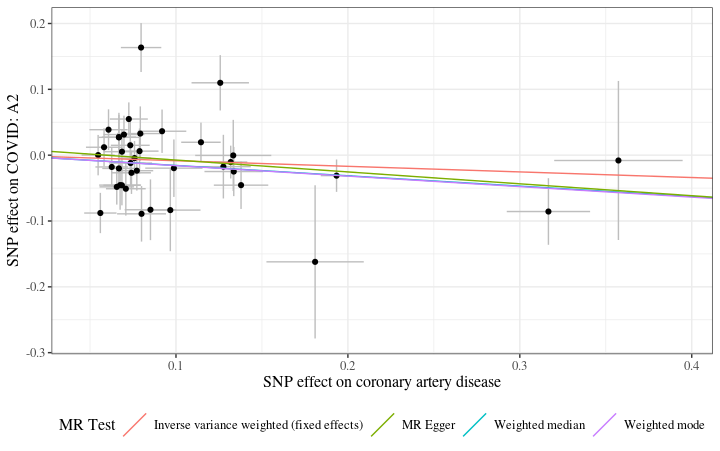 0.2
0.1
0.0
-0.1
-0.2
-0.3
SNP effect on COVID: A2
0.1 0.2 0.3 0.4
SNP effect on coronary artery disease
MR Test Inverse variance weighted (fixed effects) MR Egger Weighted median Weighted mode